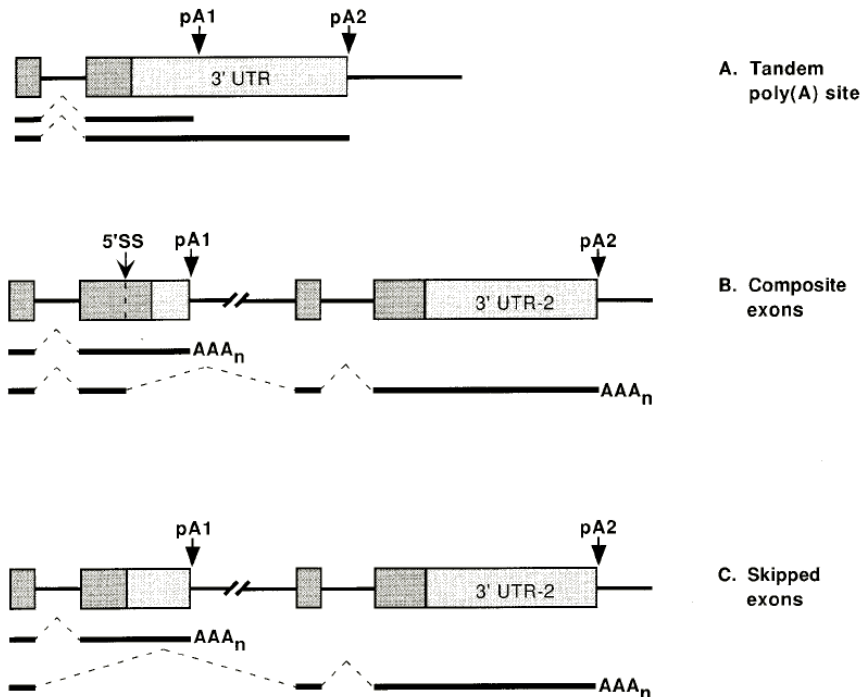 pA1 pA2
3' UTR
A. Tandem
poly(A) site
5'SS pA1 pA2
3' UTR-2
B. Composite
exons
AAAn
AAAn
pA1 pA2
3' UTR-2
C. Skipped
exons
AAAn
AAAn